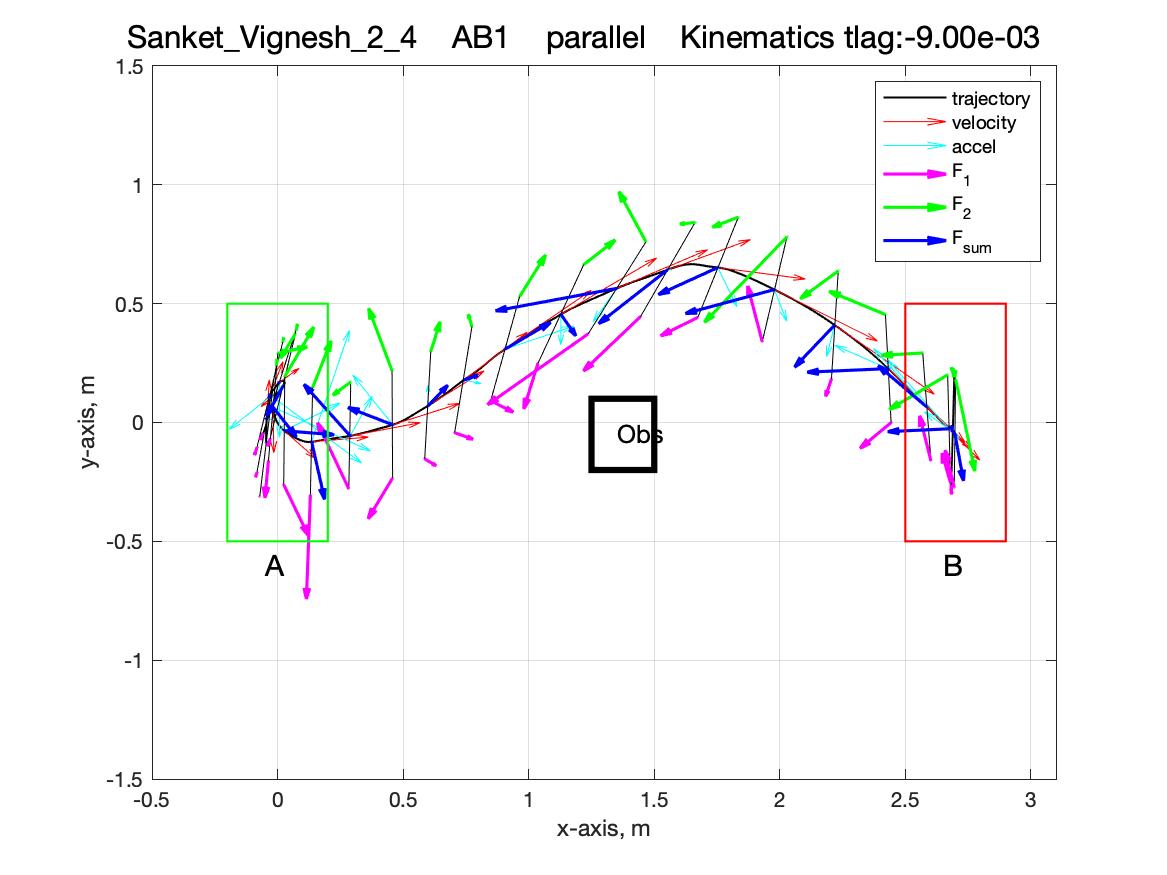 Sanket_Vignesh_2_4 AB1 parallel Kinematics tlag:-9.00e-03
1.5
1
0.5
0
-0.5
-1
-1.5
y-axis, m
trajectory
velocity
accel
F1
F2
Fsum
Obs
A
B
-0.5 0 0.5 1 1.5 2 2.5 3
x-axis, m